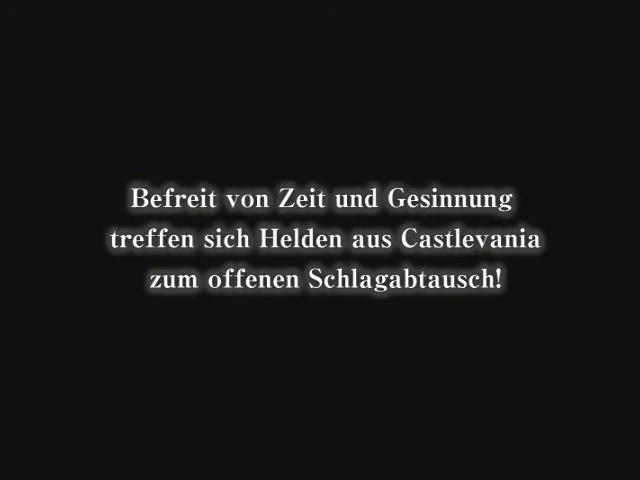 Befreit von Zeit und Gesinnung
treffen sich Helden aus Castlevania
zum offenen Schlagabtausch!